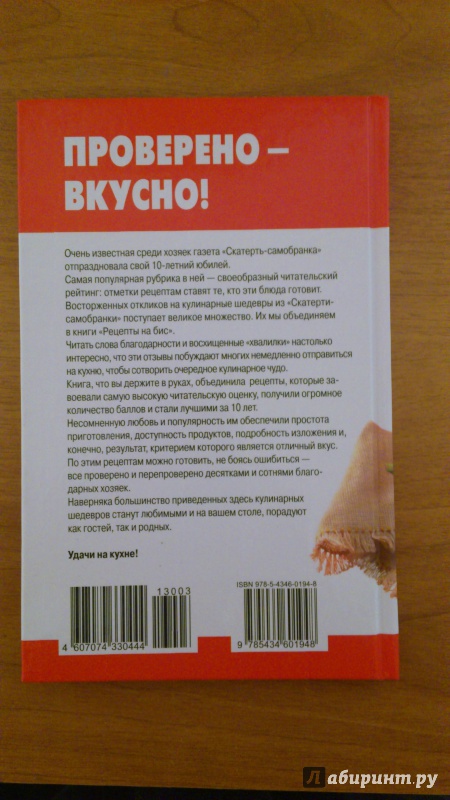 ПРОВЕРЕНО –
ВКУСНО!
Очень известная среди хозяек газета «Скатерть-самобранка»
отпраздновала свой 10-летний юбилей.
Самая популярная рубрика в ней — своеобразный читательский
рейтинг: отметки рецептам ставят те, кто эти блюда готовит.
Восторженных откликов на кулинарные шедевры из «Скатерти-
самобранки» поступает великое множество. Их мы объединяем
в книги «Рецепты на бис».
Читать слова благодарности и восхищенные «хвалилки» настолько
интересно, что эти отзывы побуждают многих немедленно отправиться
на кухню, чтобы сотворить очередное кулинарное чудо.
Книга, что вы держите в руках, объединила рецепты, которые за-
воевали самую высокую читательскую оценку, получили огромное
количество баллов и стали лучшими за 10 лет.
Несомненную любовь и популярность им обеспечили простота
приготовления, доступность продуктов, подробность изложения и,
конечно, результат, критерием которого является отличный вкус.
По этим рецептам можно готовить, не боясь ошибиться —
все проверено и перепроверено десятками и сотнями благо-
дарных хозяек.
Наверняка большинство приведенных здесь кулинарных
шедевров станут любимыми и на вашем столе, порадуют
как гостей, так и родных.
Удачи на кухне!
ISBN 978-5-4346-0194-8
13003
4 607074 330444
9 785434 601948
Лабиринт.ру